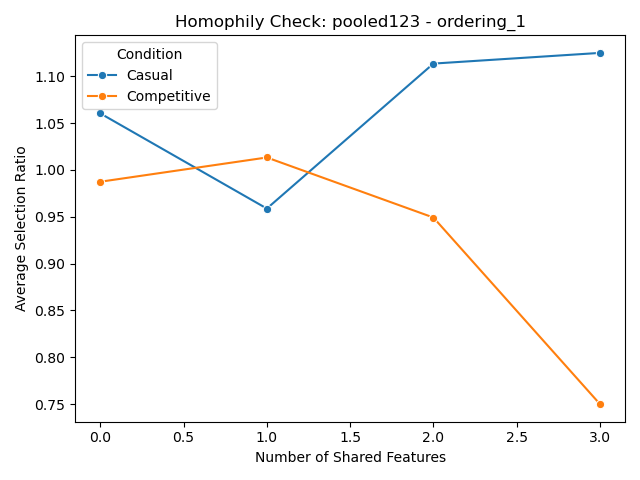 Homophily Check: pooled123 - ordering_1
Condition
Casual
Competitive
Average Selection Ratio
1.10
1.05
1.00
0.95
0.90
0.85
0.80
0.75
0.0 0.5 1.0 1.5 2.0 2.5 3.0
Number of Shared Features